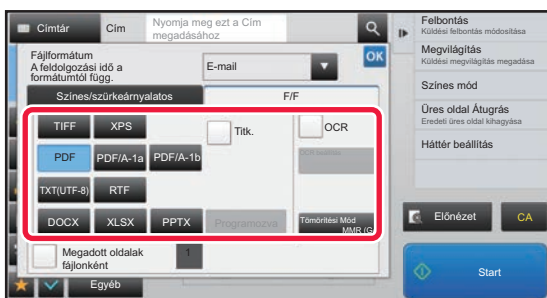 Címtár
Cím
Nyomja meg ezt a Cím
megadásához
Fájlformátum
A feldolgozási idő a
formátumtól függ.
E-mail
OK
Színes/szürkeárnyalatos
F/F
TIFF
XPS
Titk.
OCR
PDF
PDF/A-1a
PDF/A-1b
TXT(UTF-8)
RTF
DOCX
XLSX
PPTX
Programozva
Tömörítési Mód
MMR (G
Megadott oldalak
fájlonként
1
Egyéb
Felbontás
Küldési felbontás módosítása
Megvilágítás
Küldési megvilágítás megadása
Színes mód
Üres oldal Átugrás
Eredeti üres oldal kihagyása
Háttér beállítás
Előnézet
CA
Start